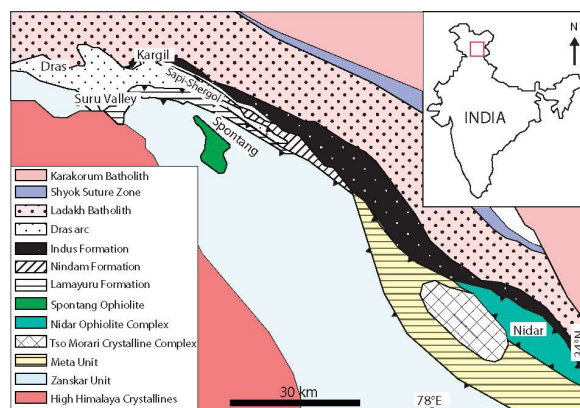 Kargil
Dras
Sapi-Shergol
Suru Valley
Spontang
N
INDIA
Karakorum Batholith
Shyok Suture Zone
Ladakh Batholith
Dras arc
Indus Formation
Nindam Formation
Lamayuru Formation
Spontang Ophiolite
Nidar Ophiolite Complex
Tso Morari Crystalline Complex
Meta Unit
Zanskar Unit
High Himalaya Crystallines
Nidar
34°N
30 km
78°E